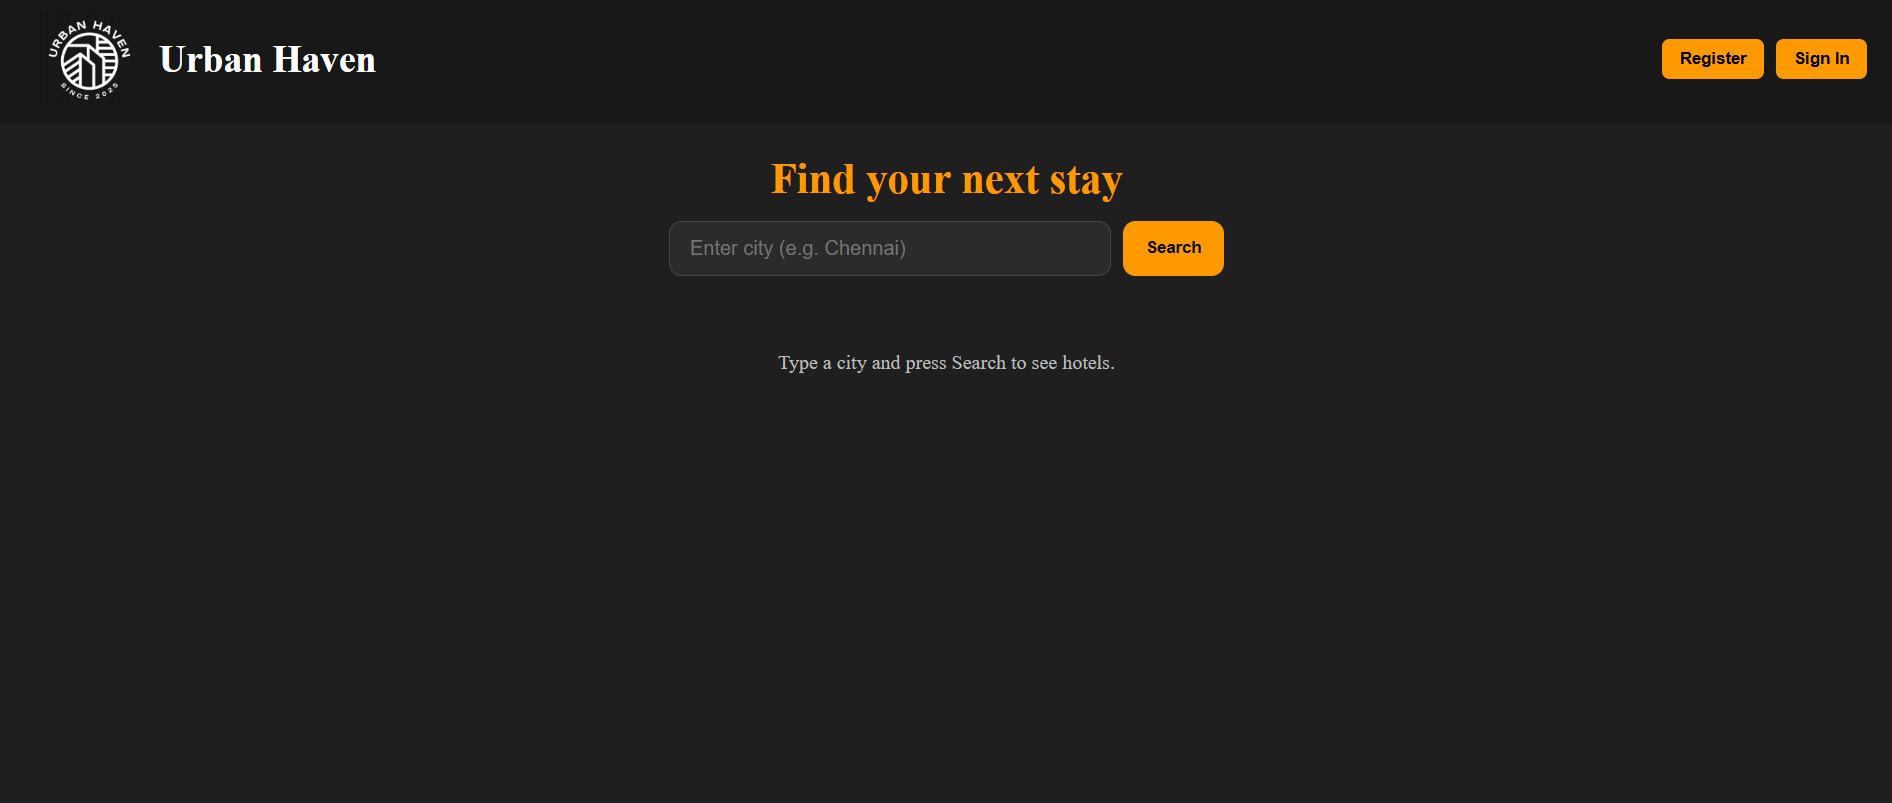 URBAN HAVEN
SINCE 2025
Urban Haven
Register
Sign In
Find your next stay
Enter city (e.g. Chennai)
Search
Type a city and press Search to see hotels.